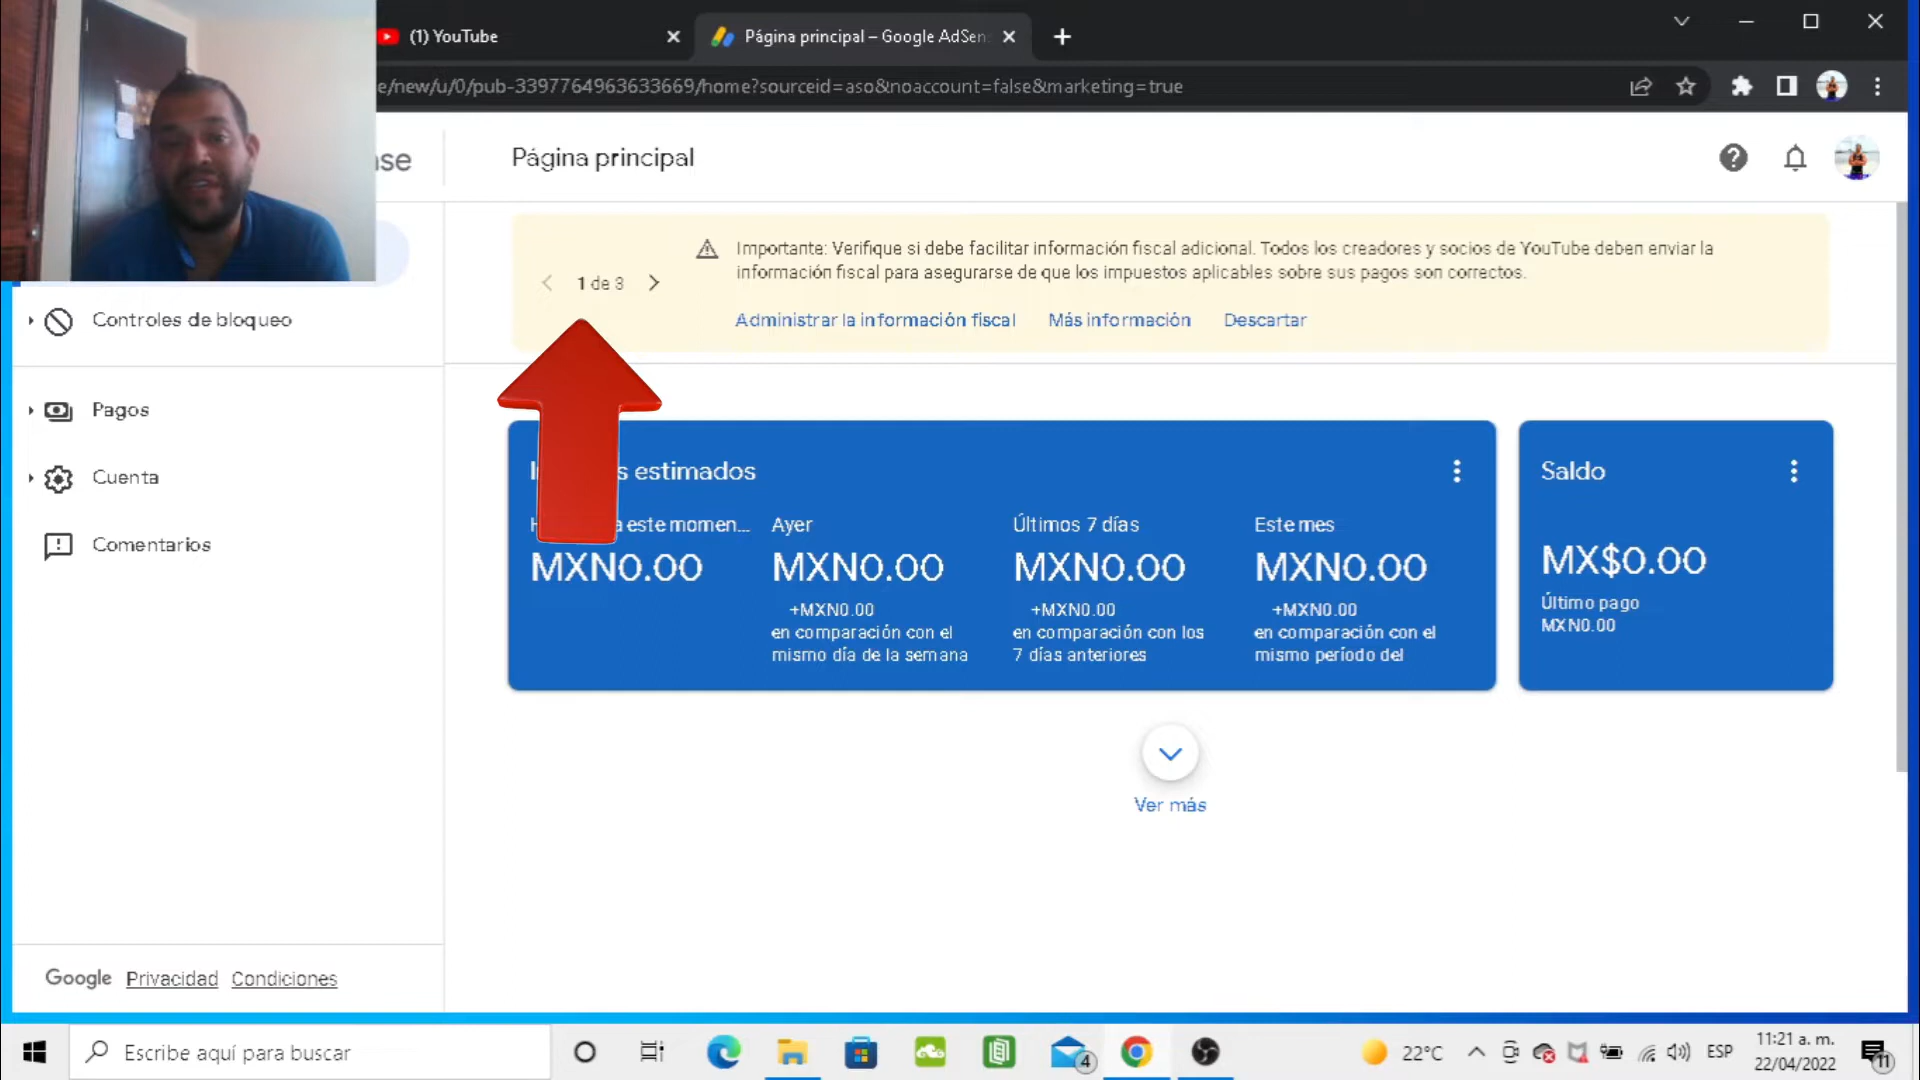 (1) YouTube
Página principal – Google AdSen
e/new/u/0/pub-3397764963633669/home?sourceid=aso&noaccount=false&marketing=true
se
Página principal
Importante: Verifique si debe facilitar información fiscal adicional. Todos los creadores y socios de YouTube deben enviar la
información fiscal para asegurarse de que los impuestos aplicables sobre sus pagos son correctos.
1 de 3
Administrar la información fiscal Más información Descartar
Controles de bloqueo
Pagos
Cuenta
Comentarios
estimados
Saldo
a este momen...
MXN0.00
Ayer
MXN0.00
+MXN0.00
en comparación con el
mismo día de la semana
Últimos 7 días
MXN0.00
+MXN0.00
en comparación con los
7 días anteriores
Este mes
MXN0.00
+MXN0.00
en comparación con el
mismo período del
MX$0.00
Último pago
MXN0.00
Ver más
Google Privacidad Condiciones
Escribe aquí para buscar
4
22°C
ESP
11:21 a. m.
22/04/2022
11